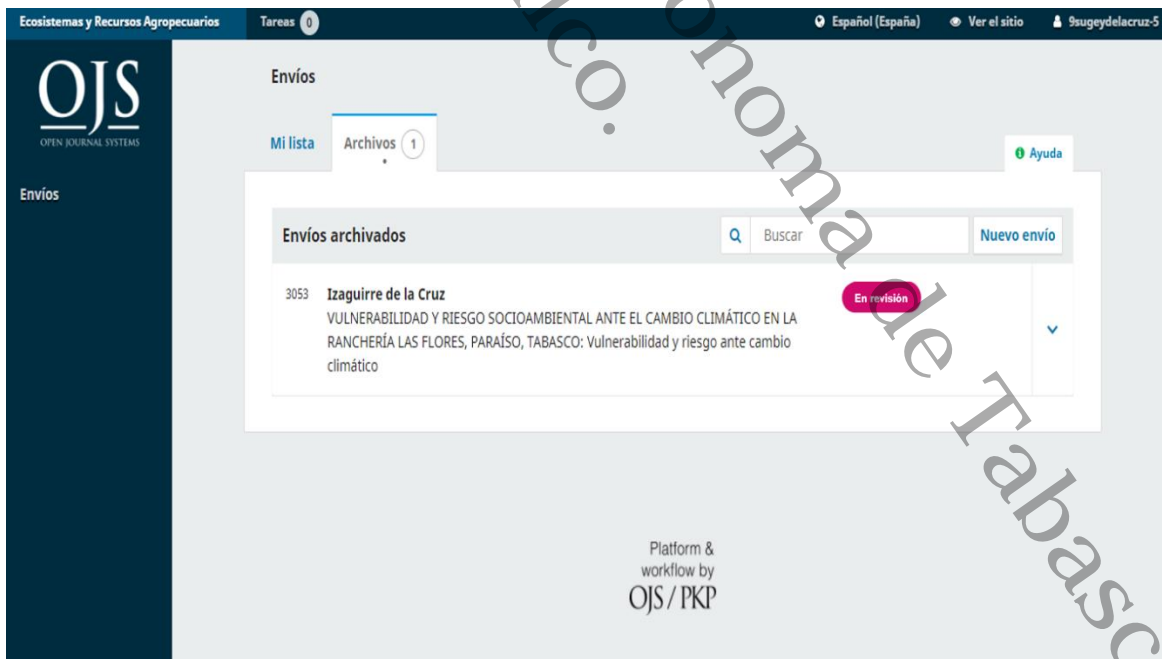 Ecosistemas y Recursos Agropecuarios
Tareas 0
Español (España)
Ver el sitio
9sugeydelacruz-5
OJS
OPEN JOURNAL SYSTEMS
Envíos
Envíos
Mi lista
Archivos 1
Ayuda
Envíos archivados
Buscar
Nuevo envío
3053
Izaguirre de la Cruz
VULNERABILIDAD Y RIESGO SOCIOAMBIENTAL ANTE EL CAMBIO CLIMÁTICO EN LA
RANCHERÍA LAS FLORES, PARAÍSO, TABASCO: Vulnerabilidad y riesgo ante cambio
climático
En revisión
Platform &
workflow by
OJS / PKP
de